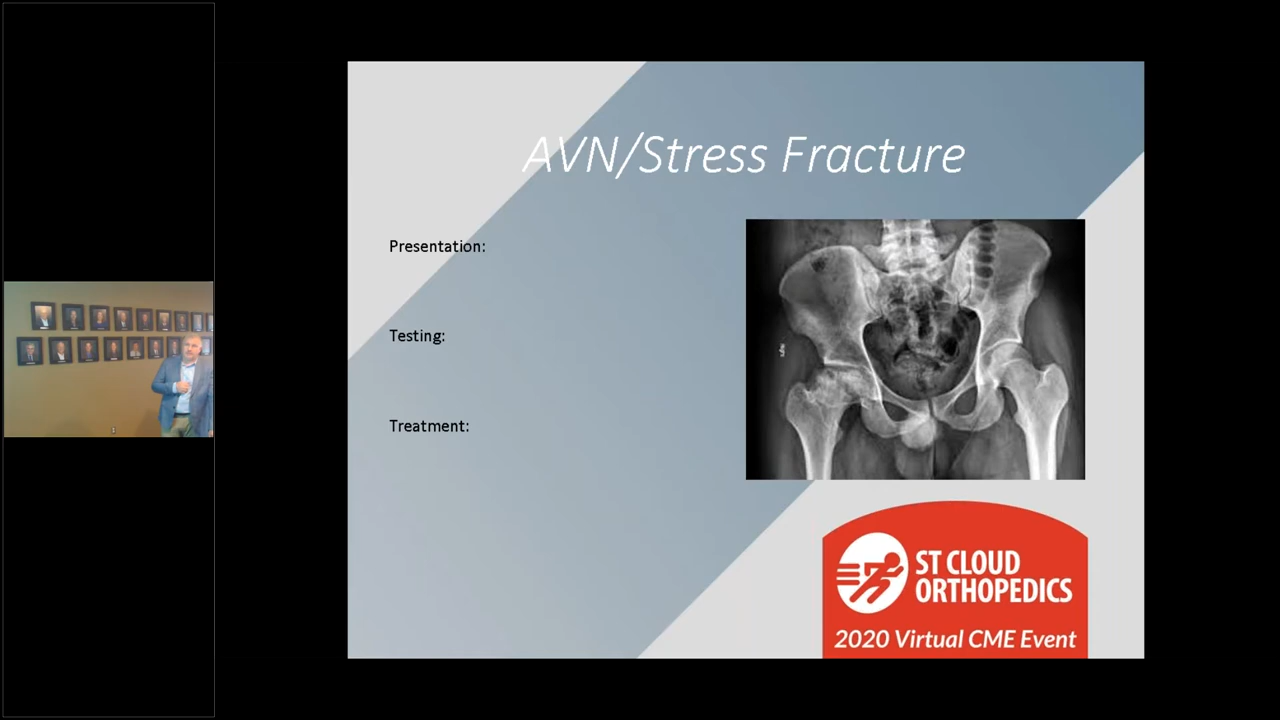 AVN/Stress Fracture
Presentation:
Testing:
Treatment:
ST CLOUD
ORTHOPEDICS
2020 Virtual CME Event